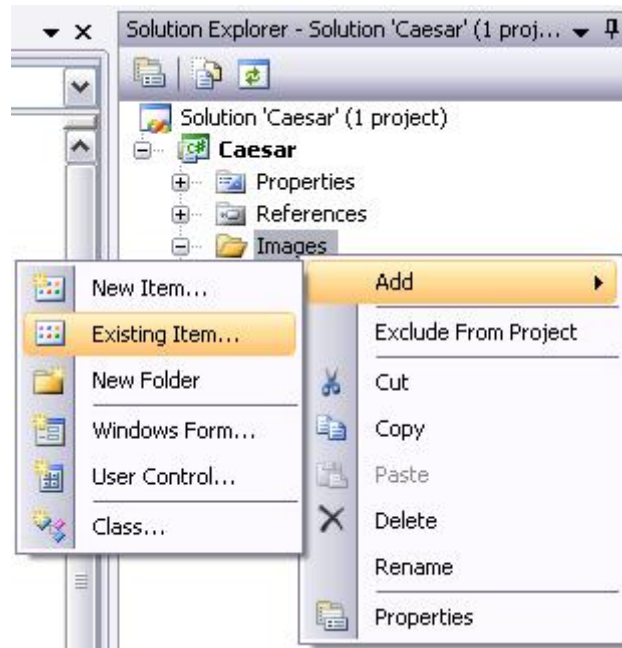 Solution Explorer - Solution 'Caesar' (1 proj...
Solution 'Caesar' (1 project)
Caesar
Properties
References
Images
New Item...
Existing Item...
New Folder
Windows Form...
User Control...
Class...
Add
Exclude From Project
Cut
Copy
Paste
Delete
Rename
Properties